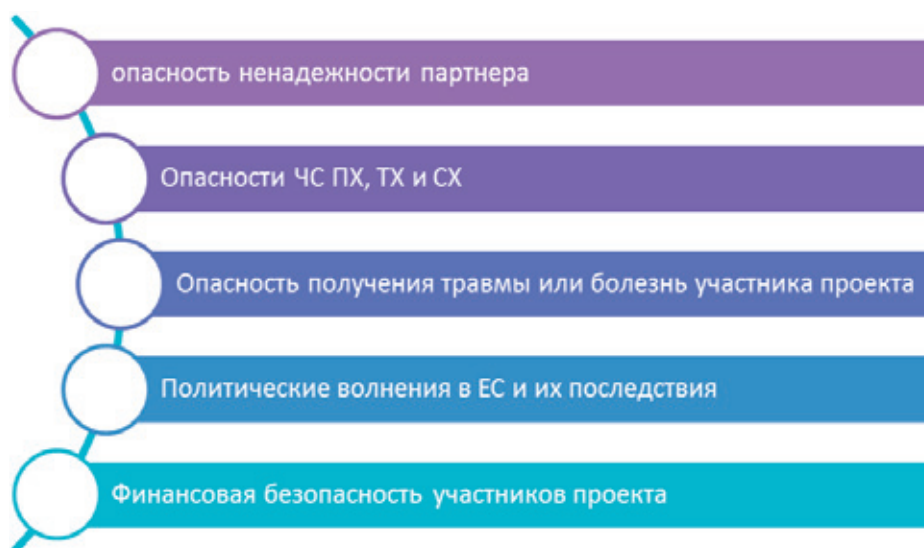 опасность ненадежности партнера
Опасности ЧС ПХ, ТХ и СХ
Опасность получения травмы или болезнь участника проекта
Политические волнения в ЕС и их последствия
Финансовая безопасность участников проекта